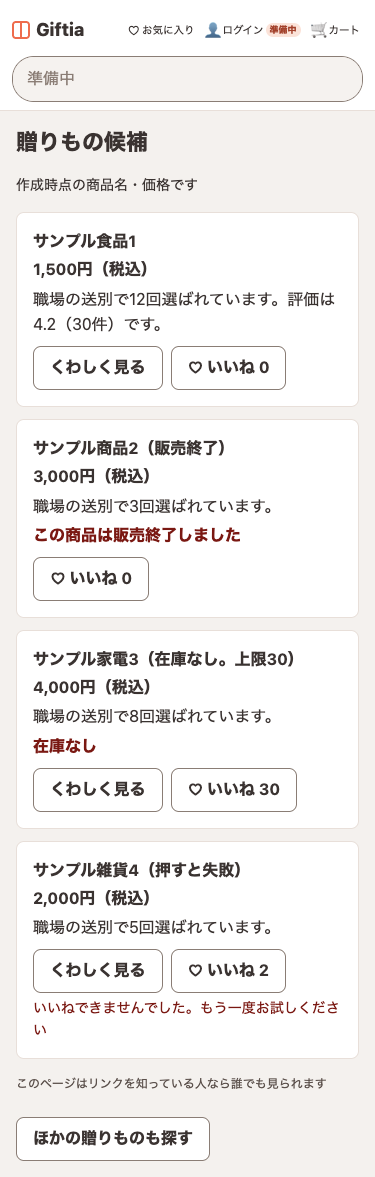 Giftia
♡ お気に入り
ログイン 準備中
カート
準備中
贈りもの候補
作成時点の商品名・価格です
サンプル食品1
1,500円（税込）
職場の送別で12回選ばれています。評価は
4.2（30件）です。
くわしく見る
♡ いいね 0
サンプル商品2（販売終了）
3,000円（税込）
職場の送別で3回選ばれています。
この商品は販売終了しました
♡ いいね 0
サンプル家電3（在庫なし。上限30）
4,000円（税込）
職場の送別で8回選ばれています。
在庫なし
くわしく見る
♡ いいね 30
サンプル雑貨4（押すと失敗）
2,000円（税込）
職場の送別で5回選ばれています。
くわしく見る
♡ いいね 2
いいねできませんでした。もう一度お試しくださ
い
このページはリンクを知っている人なら誰でも見られます
ほかの贈りものも探す